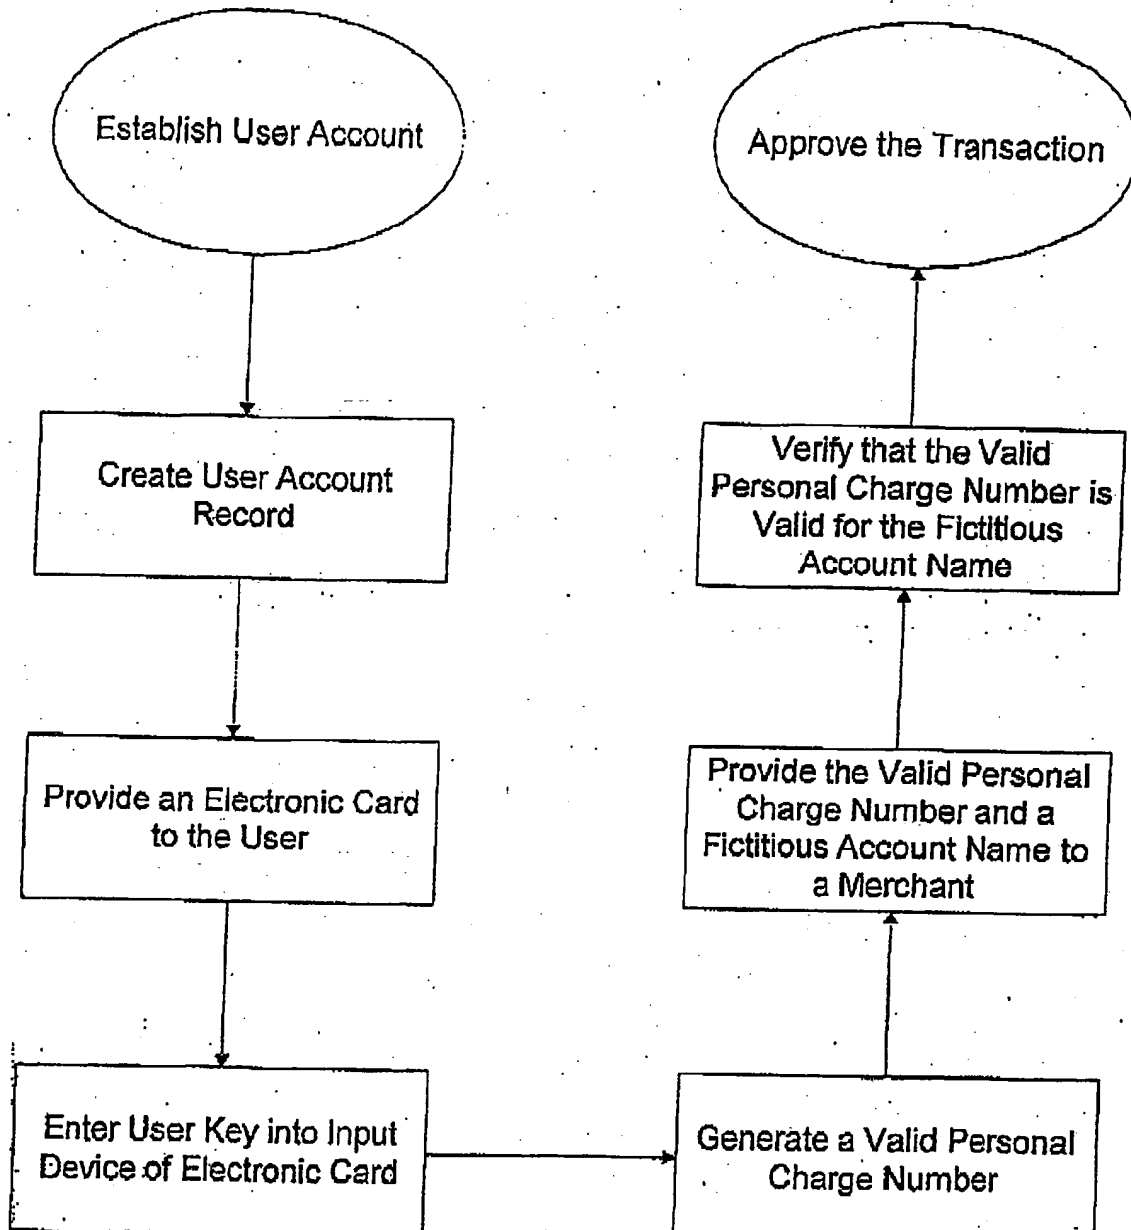 Establish User Account
Create User Account
Record
Provide an Electronic Card
to the User
Enter User Key into Input
Device of Electronic Card
Generate a Valid Personal
Charge Number
Provide the Valid Personal
Charge Number and a
Fictitious Account Name to
a Merchant
Verify that the Valid
Personal Charge Number is
Valid for the Fictitious
Account Name
Approve the Transaction